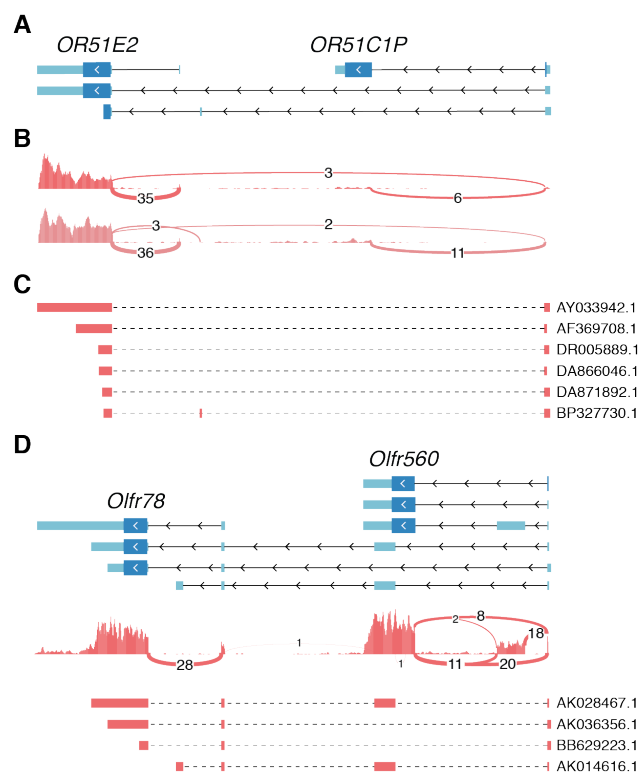 A
OR51E2 OR51C1P
B
3
35 6
3 2
36 11
C
AY033942.1
AF369708.1
DR005889.1
DA866046.1
DA871892.1
BP327730.1
D
Olfr560
Olfr78
2 8
18
1
28 1 11 20
AK028467.1
AK036356.1
BB629223.1
AK014616.1